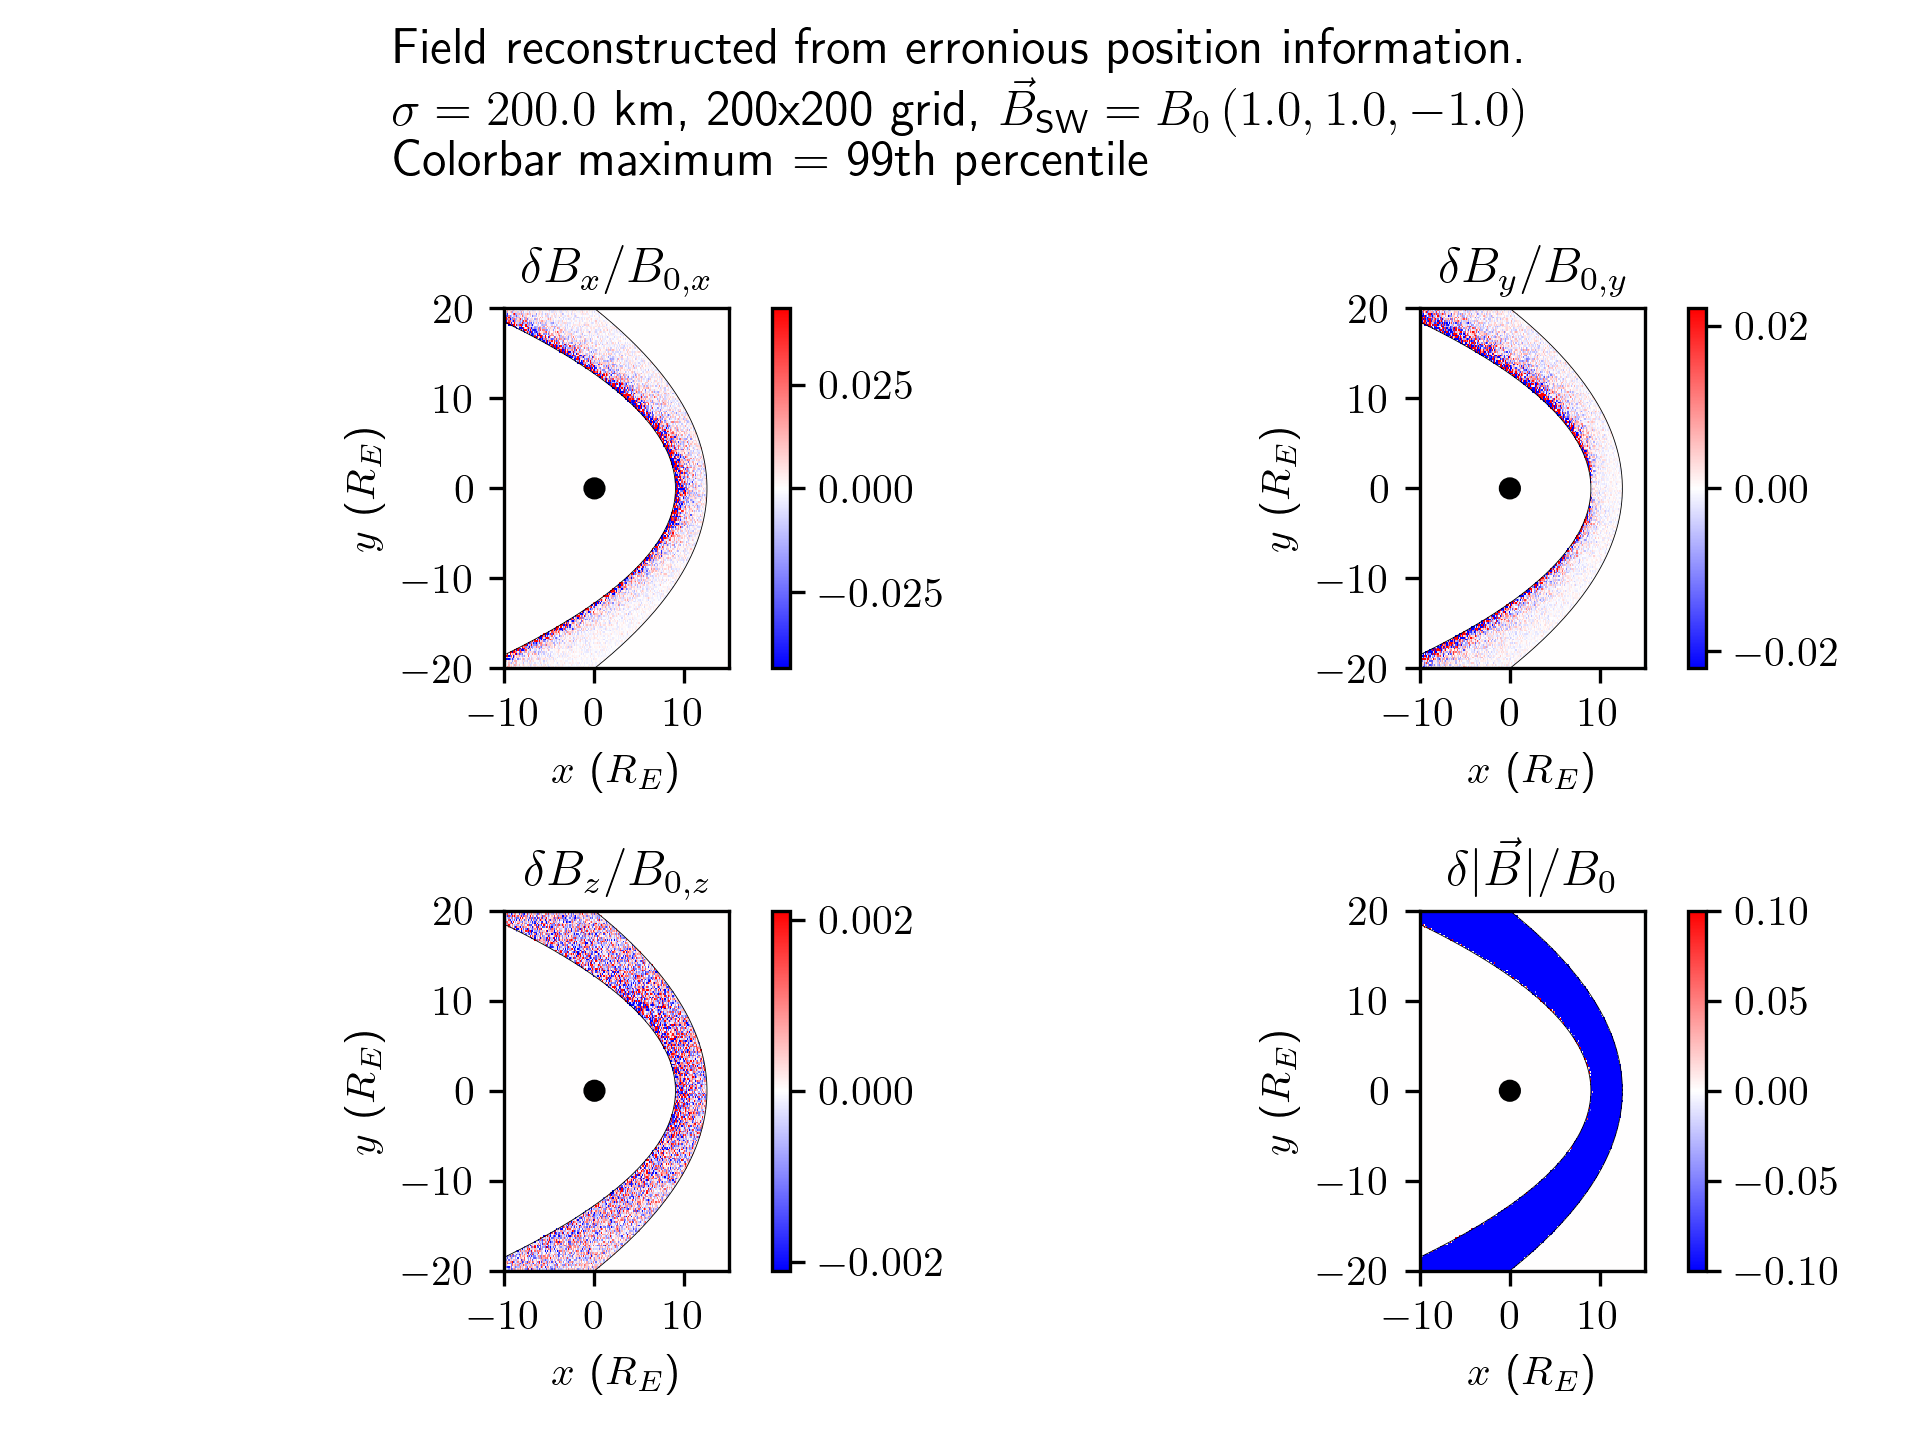 Field reconstructed from erronious position information.
σ = 200.0 km, 200x200 grid, B⃗_SW = B₀ (1.0, 1.0, −1.0)
Colorbar maximum = 99th percentile
δB_x/B_{0,x}
20
10
0
−10
−20
y (R_E)
−10 0 10
x (R_E)
0.025
0.000
−0.025
δB_y/B_{0,y}
20
10
0
−10
−20
y (R_E)
−10 0 10
x (R_E)
0.02
0.00
−0.02
δB_z/B_{0,z}
20
10
0
−10
−20
y (R_E)
−10 0 10
x (R_E)
0.002
0.000
−0.002
δ|B⃗|/B₀
20
10
0
−10
−20
y (R_E)
−10 0 10
x (R_E)
0.10
0.05
0.00
−0.05
−0.10